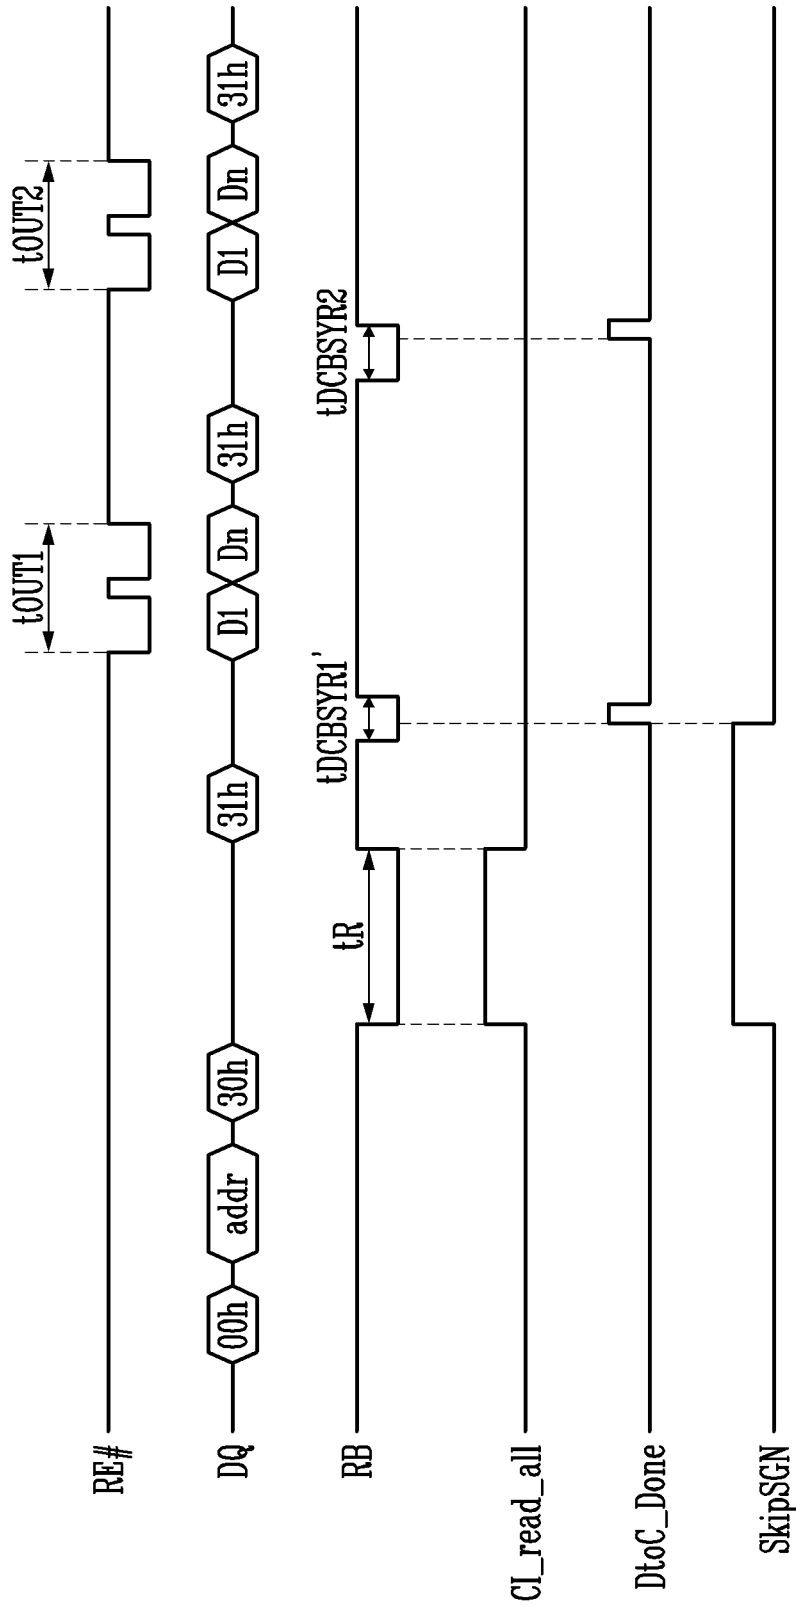 tOUT1
tOUT2
RE#
DQ
00h
addr
30h
31h
D1
Dn
31h
D1
Dn
31h
RB
tR
tDCBSYR1'
tDCBSYR2
CI_read_all
DtoC_Done
SkipSGN